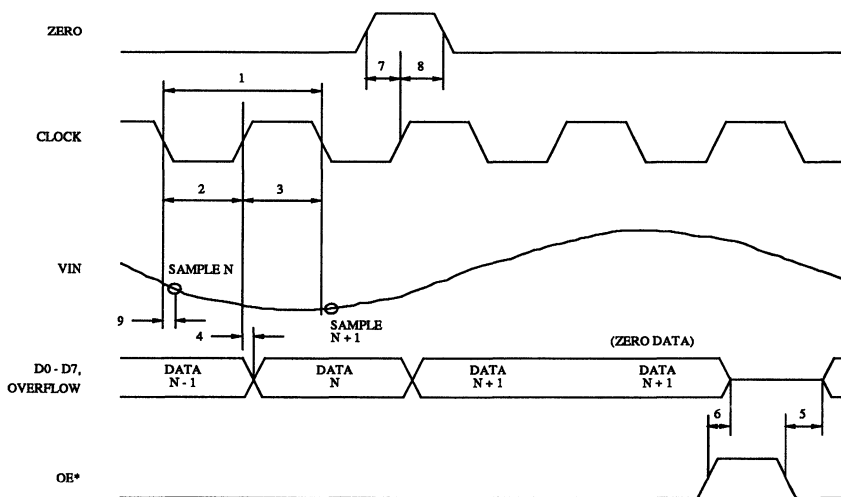 ZERO
7
8
1
CLOCK
2
3
VIN
SAMPLE N
9
4
SAMPLE
N + 1
(ZERO DATA)
D0 - D7,
OVERFLOW
DATA
N - 1
DATA
N
DATA
N + 1
DATA
N + 1
6
5
OE*